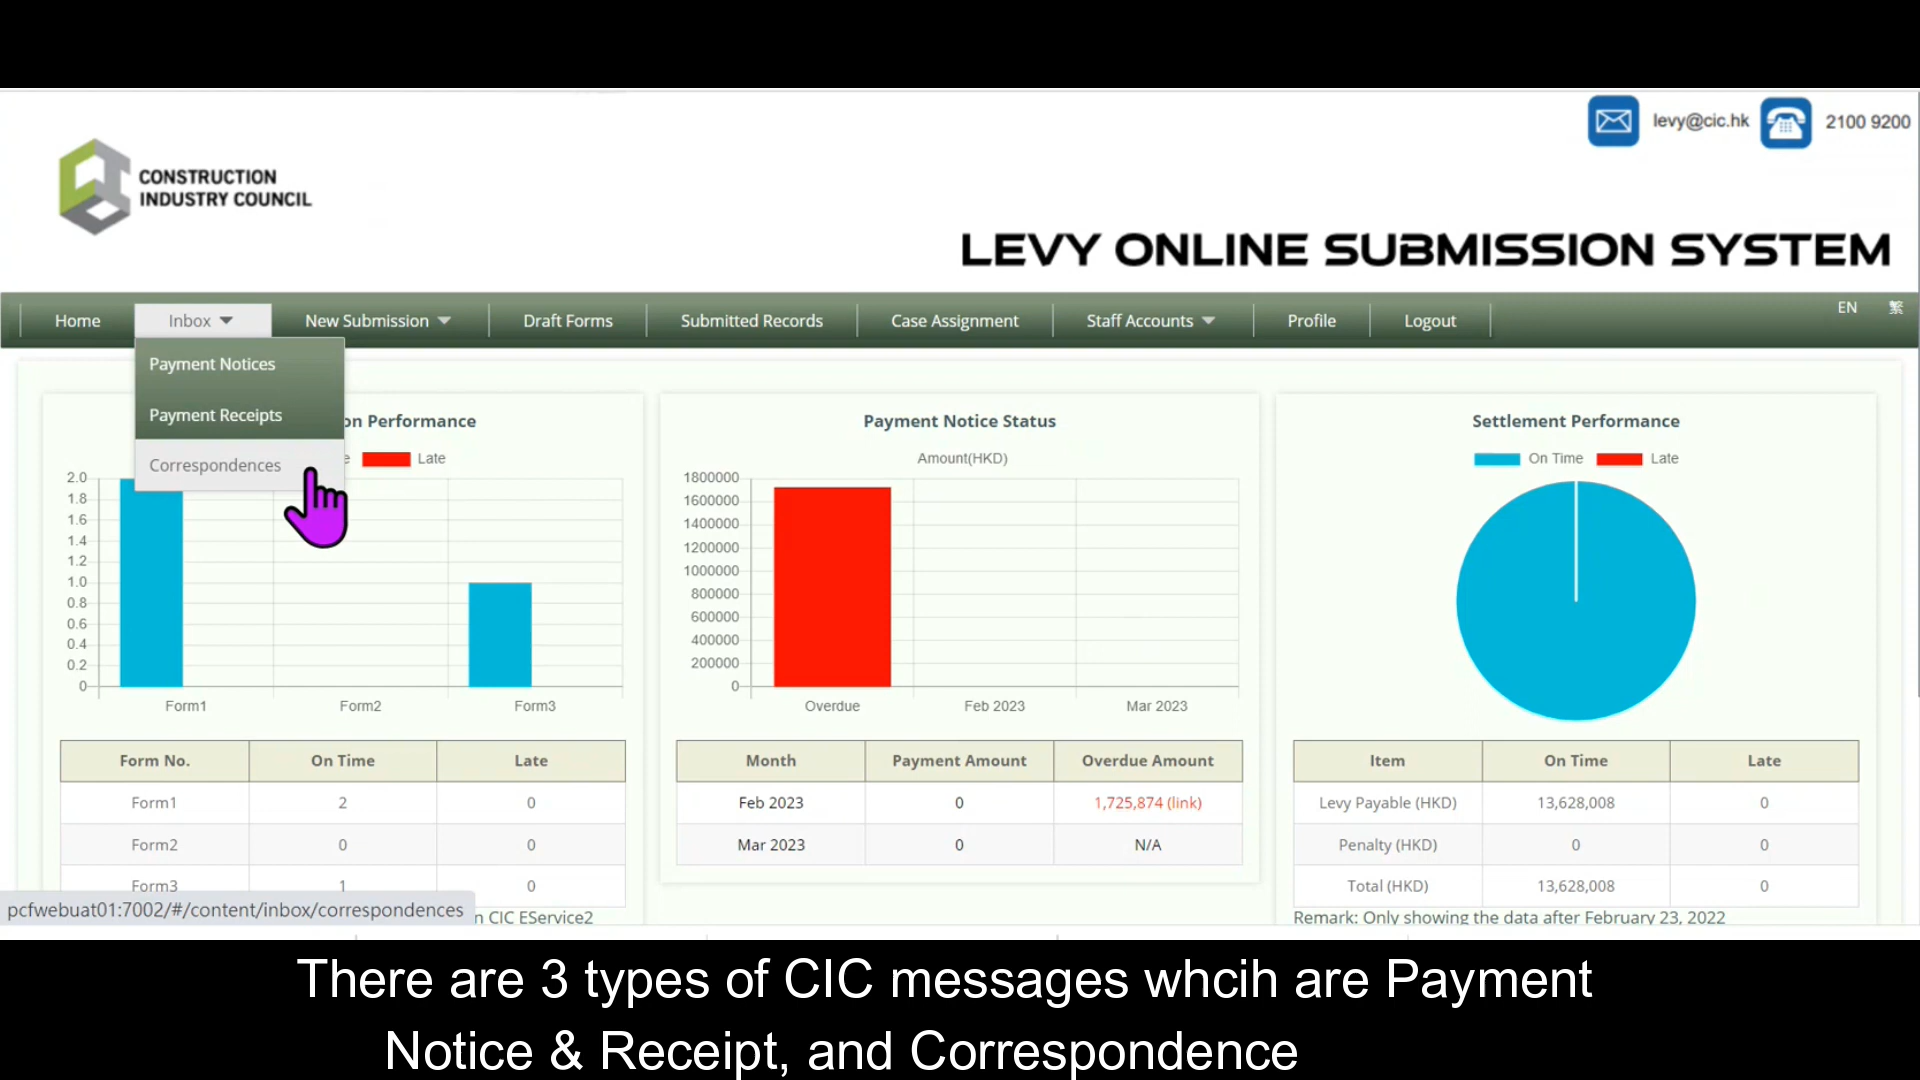 levy@cic.hk 2100 9200
CONSTRUCTION
INDUSTRY COUNCIL
LEVY ONLINE SUBMISSION SYSTEM
EN 繁
Home Inbox New Submission Draft Forms Submitted Records Case Assignment Staff Accounts Profile Logout
Payment Notices
Payment Receipts
Correspondences
on Performance
e Late
2.0
1.8
1.6
1.4
1.2
1.0
0.8
0.6
0.4
0.2
0
Form1 Form2 Form3
Form No. On Time Late
Form1 2 0
Form2 0 0
Form3 1 0
n CIC EService2
Payment Notice Status
Amount(HKD)
1800000
1600000
1400000
1200000
1000000
800000
600000
400000
200000
0
Overdue Feb 2023 Mar 2023
Month Payment Amount Overdue Amount
Feb 2023 0 1,725,874 (link)
Mar 2023 0 N/A
Settlement Performance
On Time Late
Item On Time Late
Levy Payable (HKD) 13,628,008 0
Penalty (HKD) 0 0
Total (HKD) 13,628,008 0
Remark: Only showing the data after February 23, 2022
pcfwebuat01:7002/#/content/inbox/correspondences
There are 3 types of CIC messages whcih are Payment
Notice & Receipt, and Correspondence